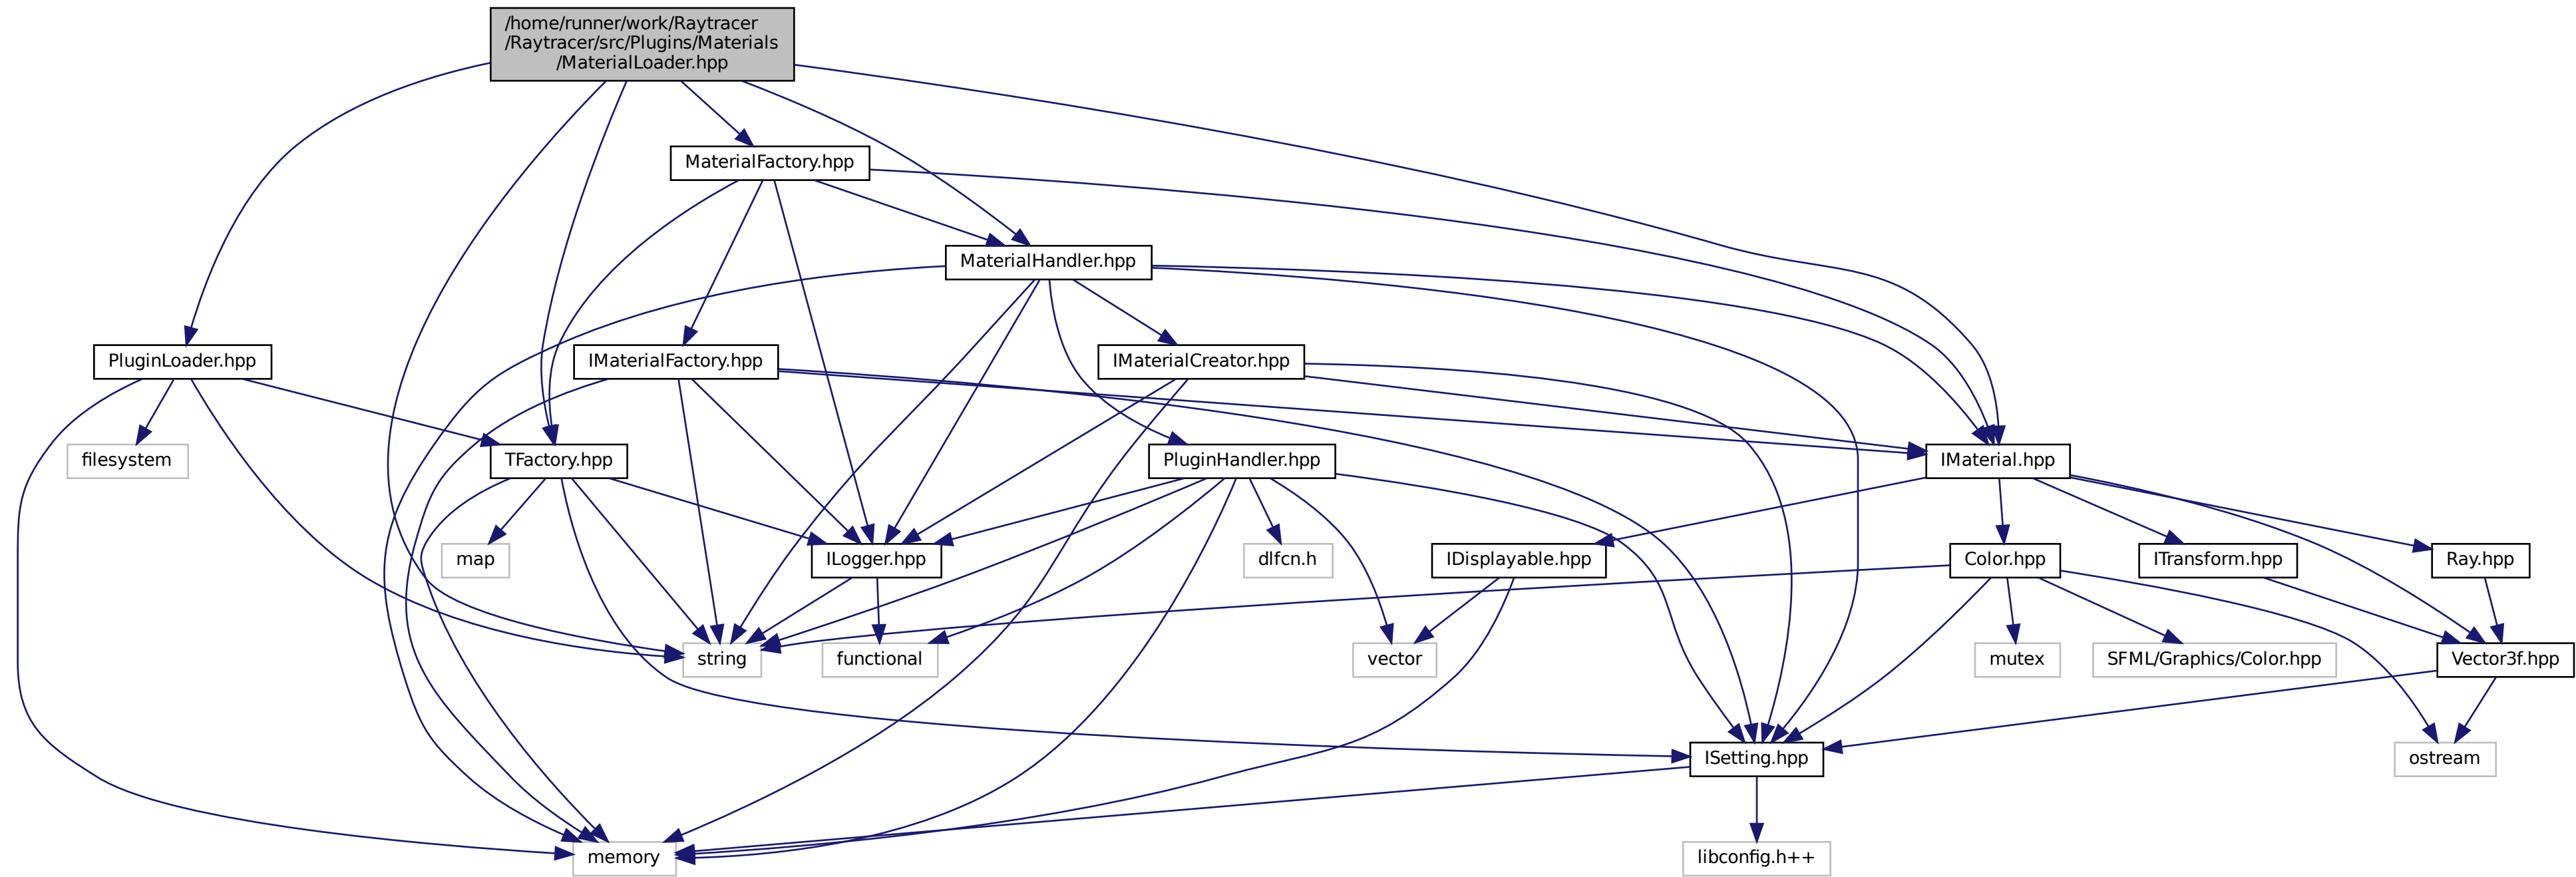 /home/runner/work/Raytracer
/Raytracer/src/Plugins/Materials
/MaterialLoader.hpp
MaterialFactory.hpp
MaterialHandler.hpp
PluginLoader.hpp
IMaterialFactory.hpp
IMaterialCreator.hpp
filesystem
TFactory.hpp
PluginHandler.hpp
IMaterial.hpp
map
ILogger.hpp
dlfcn.h
IDisplayable.hpp
Color.hpp
ITransform.hpp
Ray.hpp
string
functional
vector
mutex
SFML/Graphics/Color.hpp
Vector3f.hpp
ISetting.hpp
ostream
memory
libconfig.h++